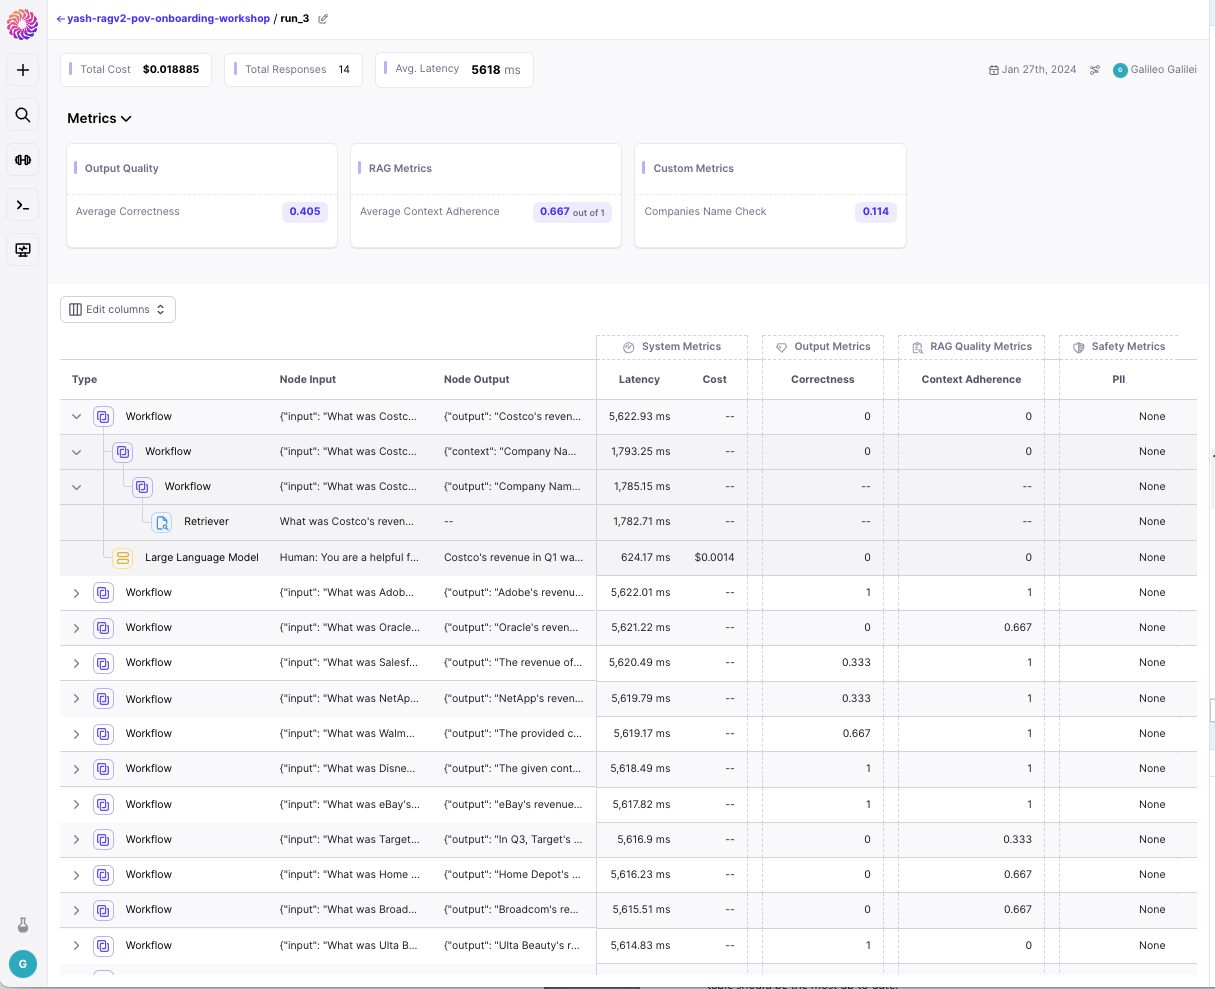 yash-ragv2-pov-onboarding-workshop / run_3
Total Cost $0.018885 Total Responses 14 Avg. Latency 5618 ms Jan 27th, 2024 G Galileo Galilei
Metrics
Output Quality RAG Metrics Custom Metrics
Average Correctness 0.405 Average Context Adherence 0.667 out of 1 Companies Name Check 0.114
Edit columns
System Metrics Output Metrics RAG Quality Metrics Safety Metrics
Type Node Input Node Output Latency Cost Correctness Context Adherence PII
Workflow {"input": "What was Costc... {"output": "Costco's reven... 5,622.93 ms -- 0 0 None
Workflow {"input": "What was Costc... {"context": "Company Na... 1,793.25 ms -- 0 0 None
Workflow {"input": "What was Costc... {"output": "Company Name... 1,785.15 ms -- -- -- None
Retriever What was Costco's reven... -- 1,782.71 ms -- -- -- None
Large Language Model Human: You are a helpful f... Costco's revenue in Q1 wa... 624.17 ms $0.0014 0 0 None
Workflow {"input": "What was Adob... {"output": "Adobe's revenu... 5,622.01 ms -- 1 1 None
Workflow {"input": "What was Oracle... {"output": "Oracle's reven... 5,621.22 ms -- 0 0.667 None
Workflow {"input": "What was Salesf... {"output": "The revenue of... 5,620.49 ms -- 0.333 1 None
Workflow {"input": "What was NetAp... {"output": "NetApp's reven... 5,619.79 ms -- 0.333 1 None
Workflow {"input": "What was Walm... {"output": "The provided c... 5,619.17 ms -- 0.667 1 None
Workflow {"input": "What was Disne... {"output": "The given cont... 5,618.49 ms -- 1 1 None
Workflow {"input": "What was eBay's... {"output": "eBay's revenue... 5,617.82 ms -- 1 1 None
Workflow {"input": "What was Target... {"output": "In Q3, Target's ... 5,616.9 ms -- 0 0.333 None
Workflow {"input": "What was Home ... {"output": "Home Depot's ... 5,616.23 ms -- 0 0.667 None
Workflow {"input": "What was Broad... {"output": "Broadcom's re... 5,615.51 ms -- 0 0.667 None
Workflow {"input": "What was Ulta B... {"output": "Ulta Beauty's r... 5,614.83 ms -- 1 0 None
G